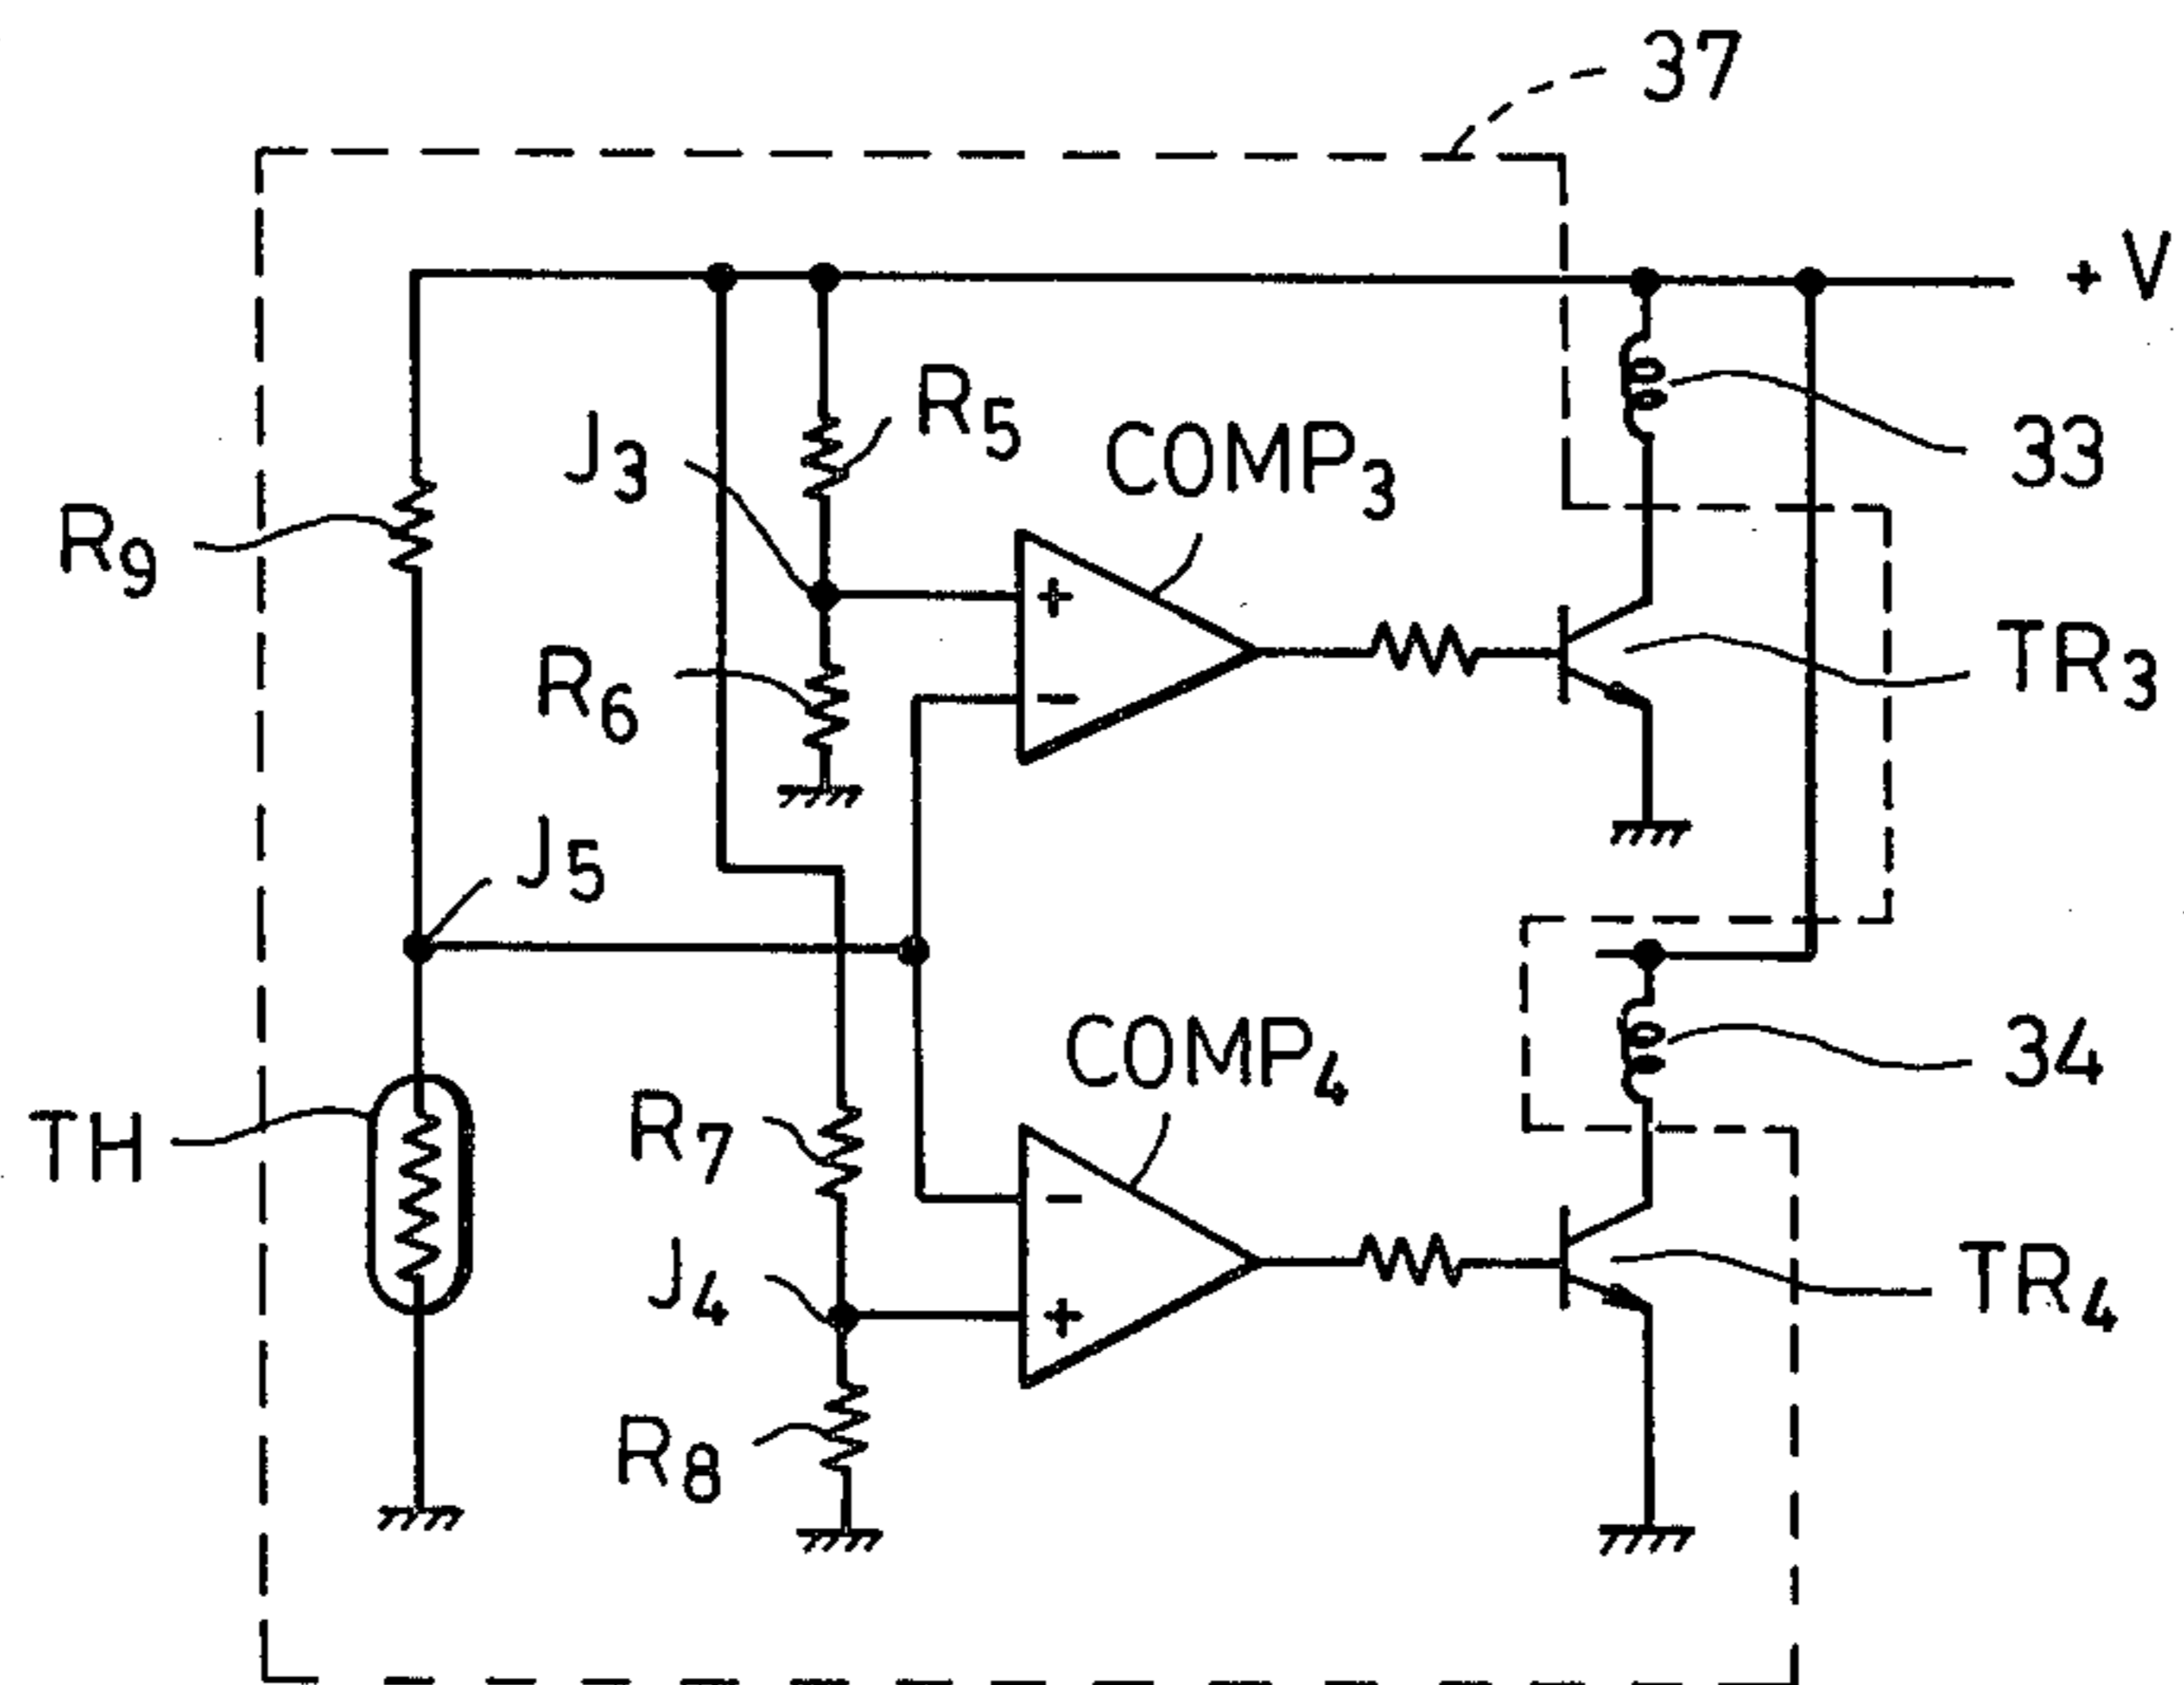 37
+ V
J3
R5
COMP3
33
R9
+
TR3
R6
−
J5
COMP4
34
TH
R7
−
J4
+
TR4
R8